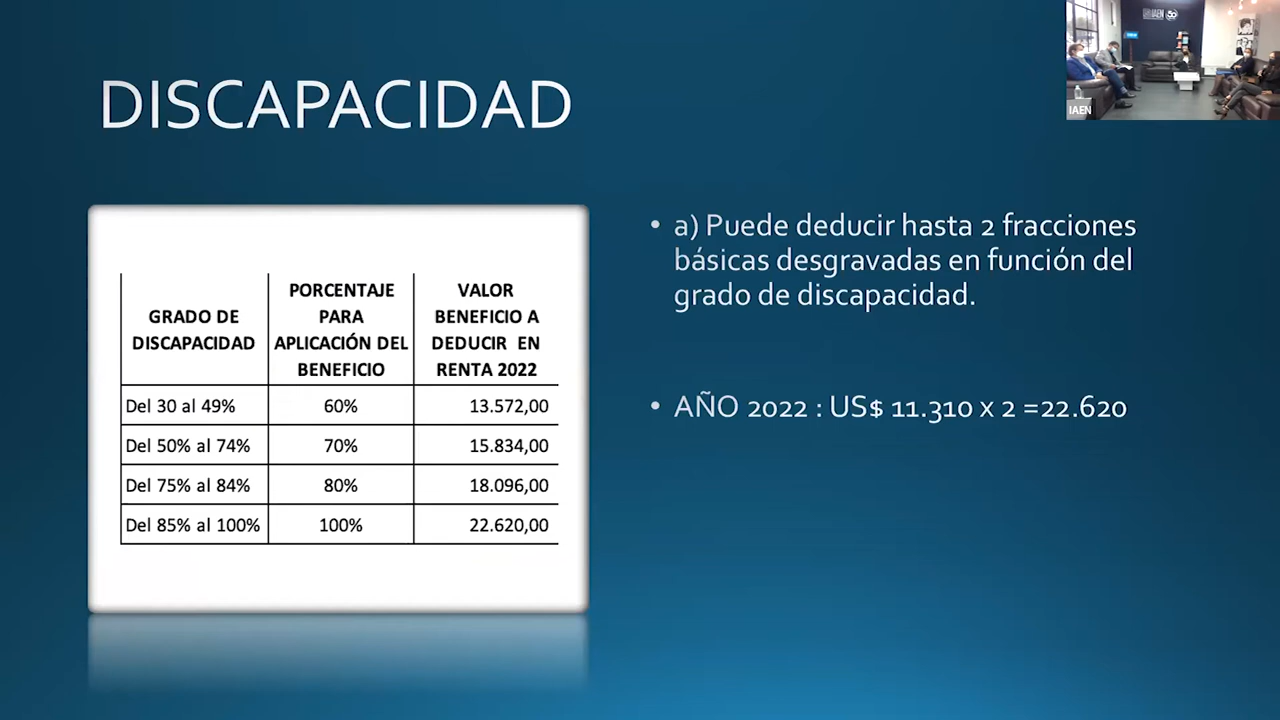 DISCAPACIDAD
IAEN 50
IAEN
GRADO DE
DISCAPACIDAD
PORCENTAJE
PARA
APLICACIÓN DEL
BENEFICIO
VALOR
BENEFICIO A
DEDUCIR EN
RENTA 2022
Del 30 al 49% 60% 13.572,00
Del 50% al 74% 70% 15.834,00
Del 75% al 84% 80% 18.096,00
Del 85% al 100% 100% 22.620,00
• a) Puede deducir hasta 2 fracciones
básicas desgravadas en función del
grado de discapacidad.
• AÑO 2022 : US$ 11.310 x 2 =22.620